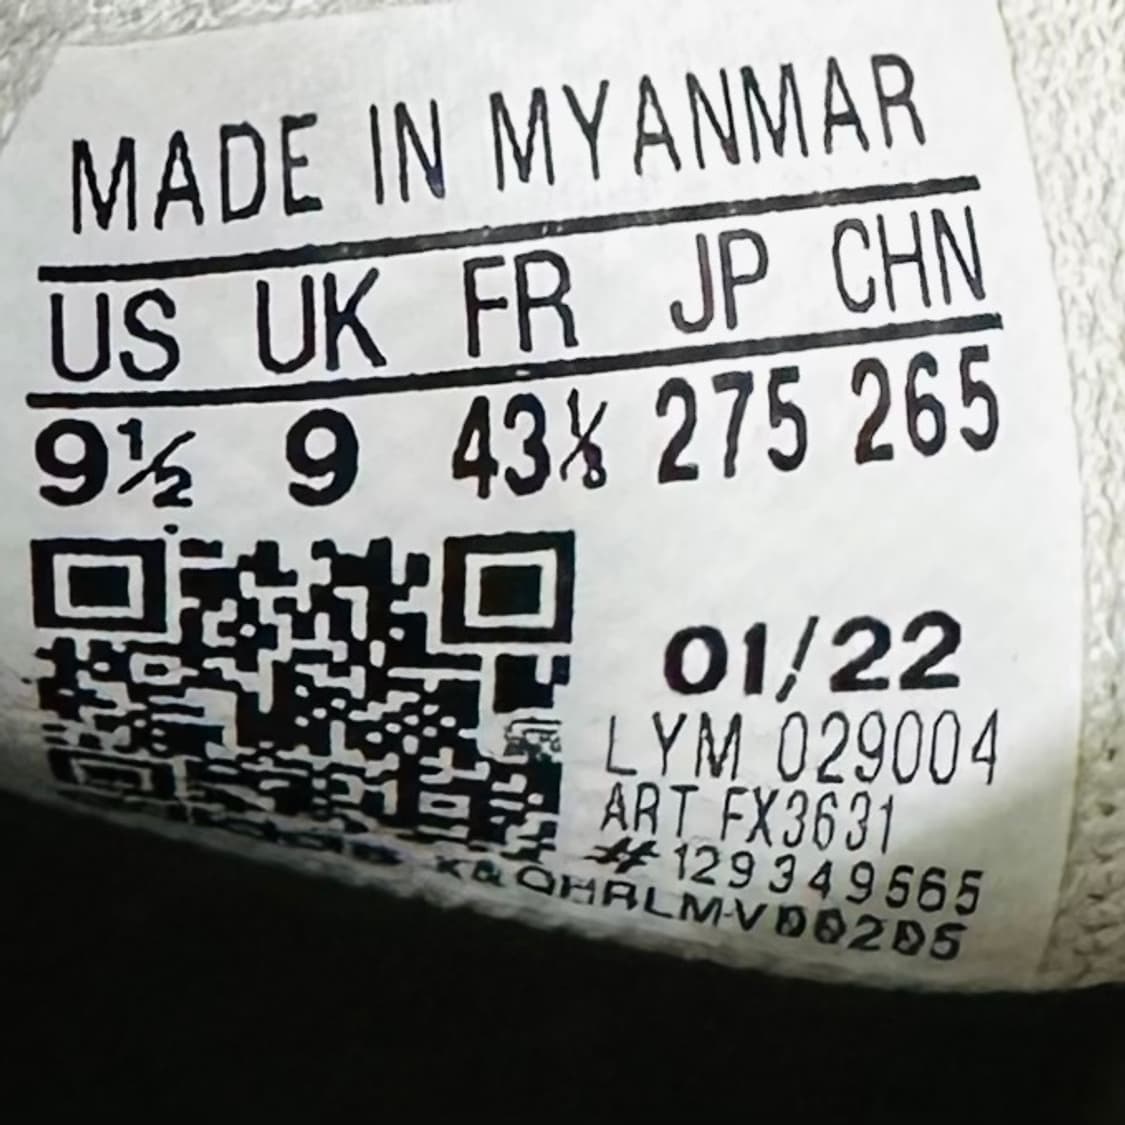 MADE IN MYANMAR
US UK FR JP CHN
9½ 9 43⅓ 275 265
01/22
LYM 029004
ART FX3631
# 129349565